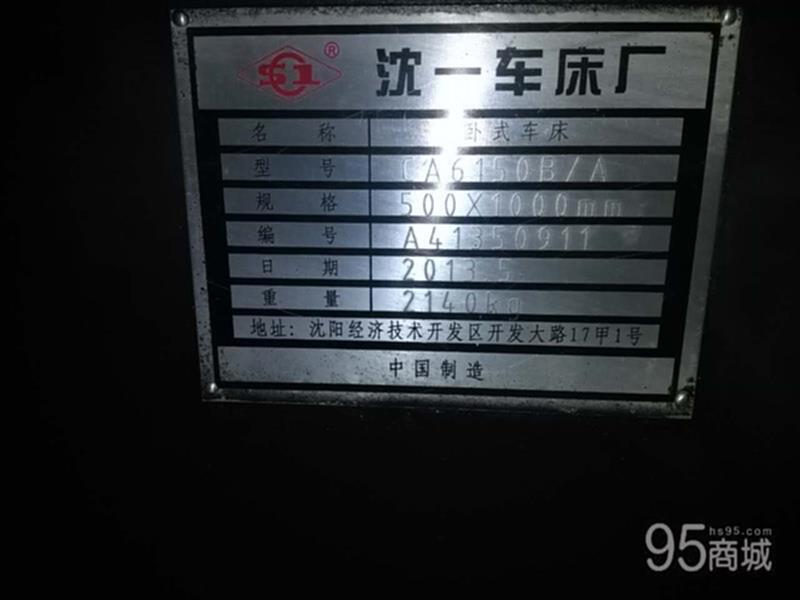 S1 ® 沈一车床厂
名 称 卧式车床
型 号 CA6150B/A
规 格 500X1000mm
编 号 A41350911
日 期 2013.5
重 量 2140kg
地址: 沈阳经济技术开发区开发大路17甲1号
中国制造
hs95.com
95商城